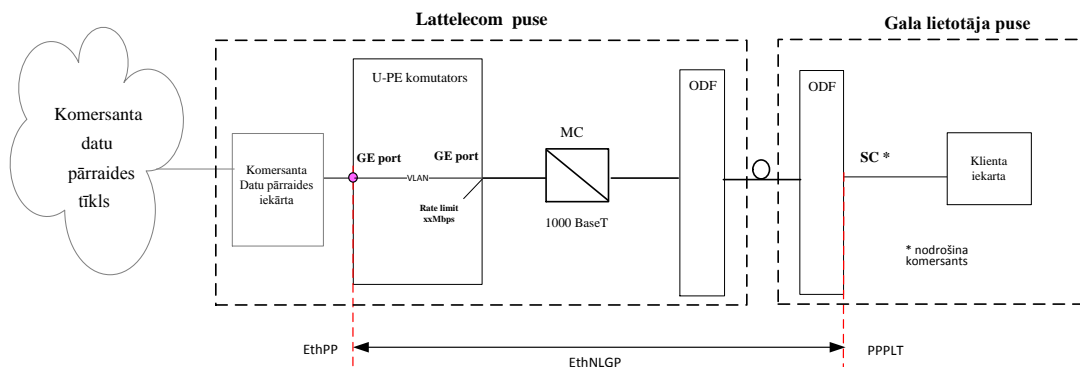 Lattelecom puse
Gala lietotāja puse
Komersanta
datu
pārraides
tīkls
Komersanta
Datu pārraides
iekārta
U-PE komutators
GE port
GE port
VLAN
Rate limit
xxMbps
MC
1000 BaseT
ODF
ODF
SC *
Klienta
iekarta
* nodrošina
komersants
EthPP
EthNLGP
PPPLT